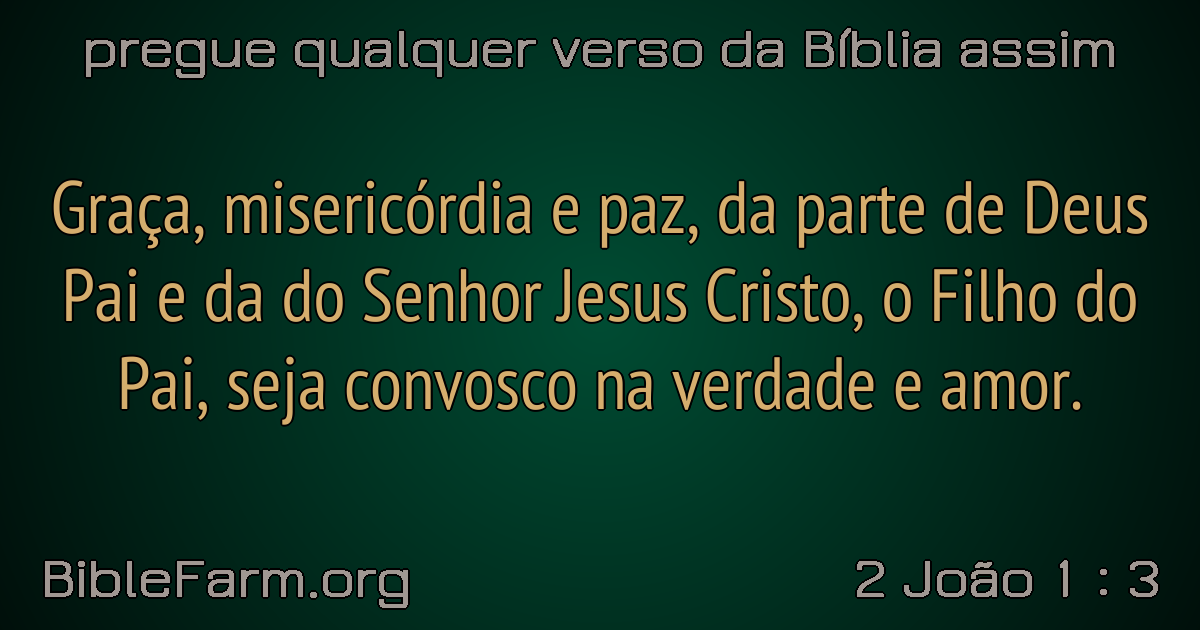 pregue qualquer verso da Bíblia assim
Graça, misericórdia e paz, da parte de Deus
Pai e da do Senhor Jesus Cristo, o Filho do
Pai, seja convosco na verdade e amor.
BibleFarm.org
2 João 1 : 3